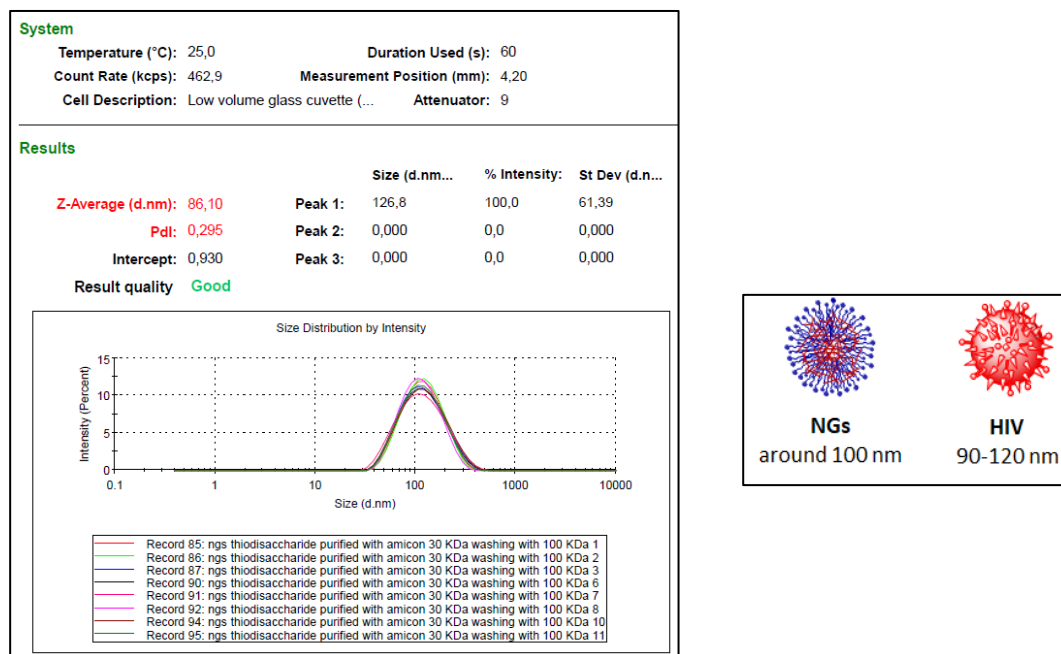 System
Temperature (°C): 25,0 Duration Used (s): 60
Count Rate (kcps): 462,9 Measurement Position (mm): 4,20
Cell Description: Low volume glass cuvette (... Attenuator: 9
Results
Size (d.nm... % Intensity: St Dev (d.n...
Z-Average (d.nm): 86,10 Peak 1: 126,8 100,0 61,39
PdI: 0,295 Peak 2: 0,000 0,0 0,000
Intercept: 0,930 Peak 3: 0,000 0,0 0,000
Result quality Good
Size Distribution by Intensity
Intensity (Percent)
15
10
5
0
0.1 1 10 100 1000 10000
Size (d.nm)
Record 85: ngs thiodisaccharide purified with amicon 30 KDa washing with 100 KDa 1
Record 86: ngs thiodisaccharide purified with amicon 30 KDa washing with 100 KDa 2
Record 87: ngs thiodisaccharide purified with amicon 30 KDa washing with 100 KDa 3
Record 90: ngs thiodisaccharide purified with amicon 30 KDa washing with 100 KDa 6
Record 91: ngs thiodisaccharide purified with amicon 30 KDa washing with 100 KDa 7
Record 92: ngs thiodisaccharide purified with amicon 30 KDa washing with 100 KDa 8
Record 94: ngs thiodisaccharide purified with amicon 30 KDa washing with 100 KDa 10
Record 95: ngs thiodisaccharide purified with amicon 30 KDa washing with 100 KDa 11
NGs HIV
around 100 nm 90-120 nm